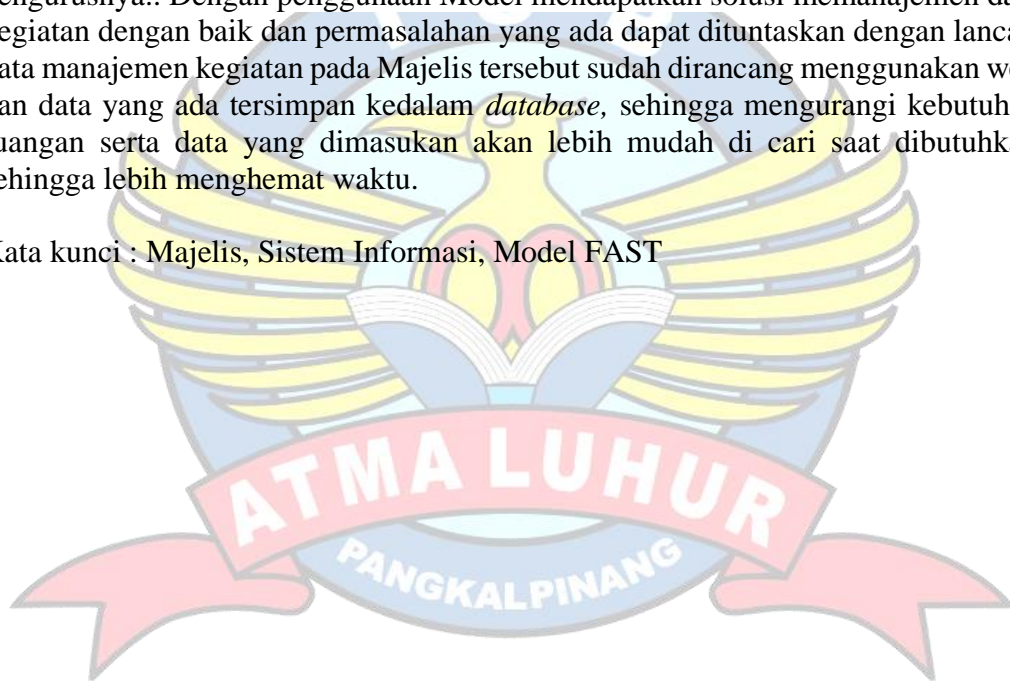 engurusnya.. Dengan penggunaan Model mendapatkan solusi memanajemen da
egiatan dengan baik dan permasalahan yang ada dapat dituntaskan dengan lanca
ata manajemen kegiatan pada Majelis tersebut sudah dirancang menggunakan w
an data yang ada tersimpan kedalam database, sehingga mengurangi kebutuh
uangan serta data yang dimasukan akan lebih mudah di cari saat dibutuhk
ehingga lebih menghemat waktu.
Kata kunci : Majelis, Sistem Informasi, Model FAST
ATMA LUHUR
PANGKALPINANG